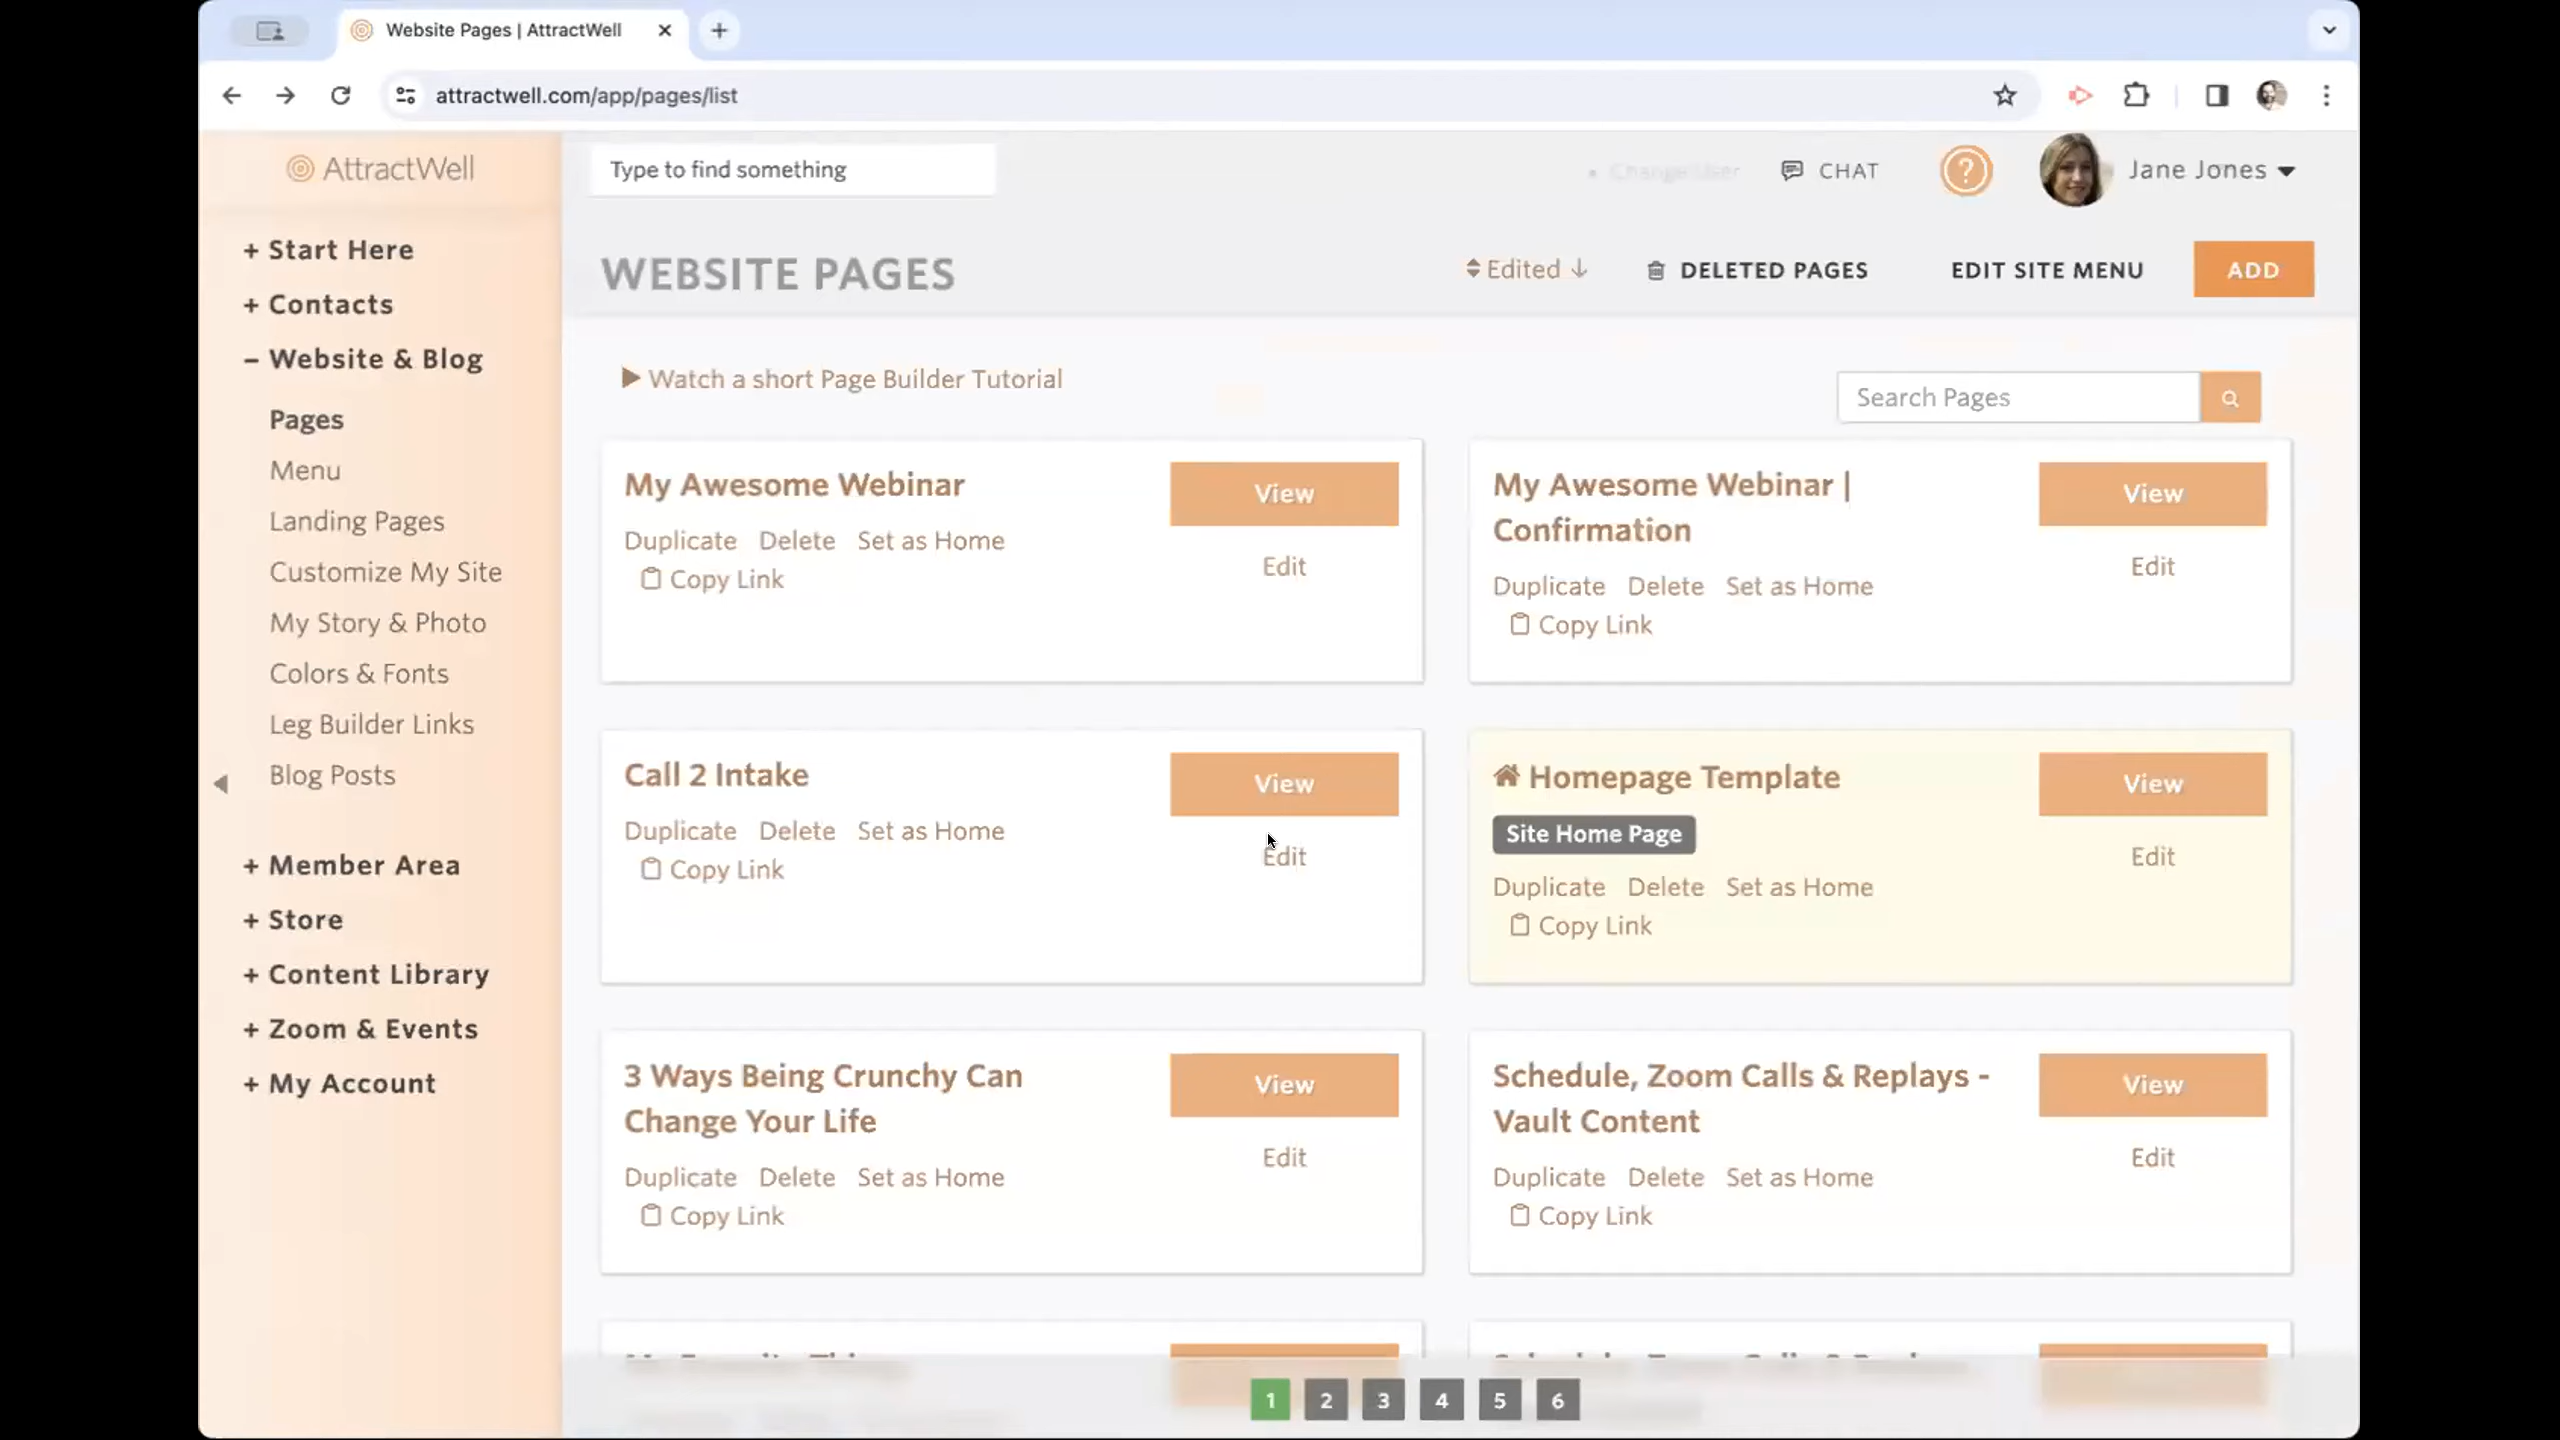 Website Pages | AttractWell
attractwell.com/app/pages/list
AttractWell
Type to find something
Change User
CHAT
?
Jane Jones
+ Start Here
+ Contacts
– Website & Blog
Pages
Menu
Landing Pages
Customize My Site
My Story & Photo
Colors & Fonts
Leg Builder Links
Blog Posts
+ Member Area
+ Store
+ Content Library
+ Zoom & Events
+ My Account
WEBSITE PAGES
Edited
DELETED PAGES
EDIT SITE MENU
ADD
Watch a short Page Builder Tutorial
Search Pages
My Awesome Webinar
View
Duplicate Delete Set as Home
Edit
Copy Link
My Awesome Webinar |
Confirmation
View
Edit
Duplicate Delete Set as Home
Copy Link
Call 2 Intake
View
Duplicate Delete Set as Home
Edit
Copy Link
Homepage Template
View
Site Home Page
Edit
Duplicate Delete Set as Home
Copy Link
3 Ways Being Crunchy Can
Change Your Life
View
Edit
Duplicate Delete Set as Home
Copy Link
Schedule, Zoom Calls & Replays -
Vault Content
View
Edit
Duplicate Delete Set as Home
Copy Link
1 2 3 4 5 6